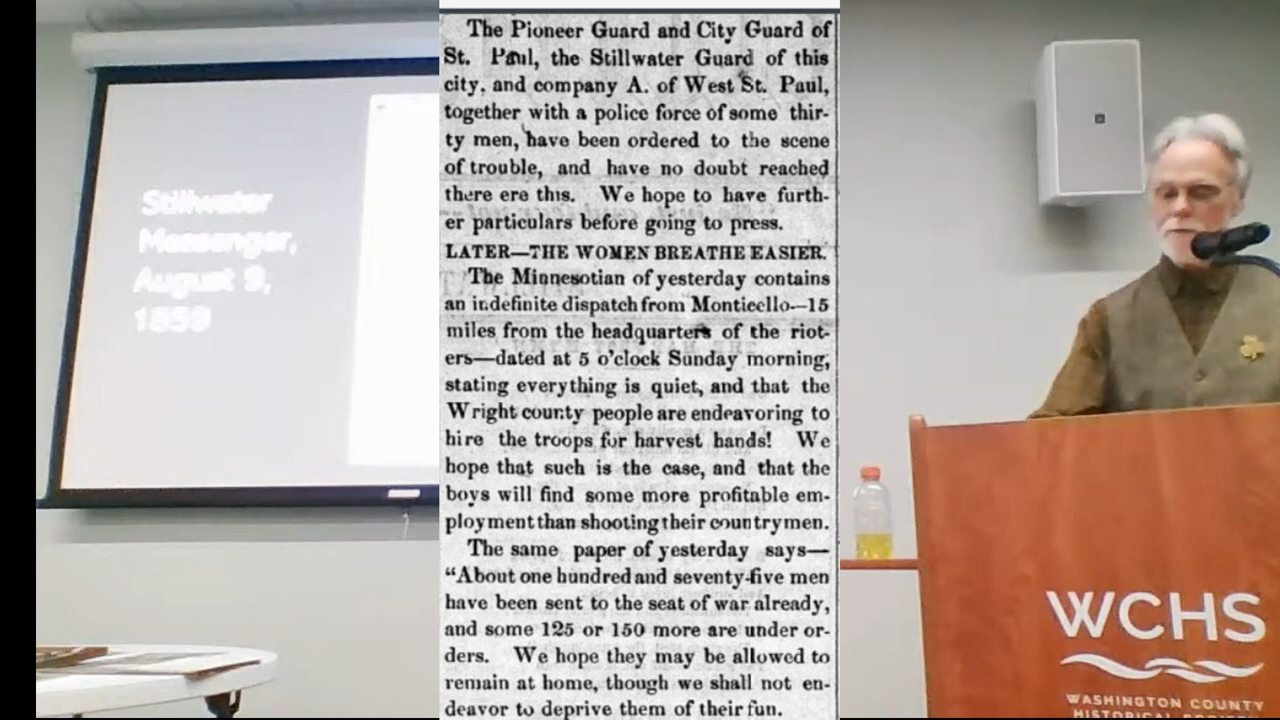 Stillwater
Messenger,
August 9,
1859
The Pioneer Guard and City Guard of
St. Paul, the Stillwater Guard of this
city, and company A. of West St. Paul,
together with a police force of some thir-
ty men, have been ordered to the scene
of trouble, and have no doubt reached
there ere this. We hope to have furth-
er particulars before going to press.
LATER—THE WOMEN BREATHE EASIER.
The Minnesotian of yesterday contains
an indefinite dispatch from Monticello—15
miles from the headquarters of the riot-
ers—dated at 5 o'clock Sunday morning,
stating everything is quiet, and that the
Wright county people are endeavoring to
hire the troops for harvest hands! We
hope that such is the case, and that the
boys will find some more profitable em-
ployment than shooting their countrymen.
The same paper of yesterday says—
“About one hundred and seventy-five men
have been sent to the seat of war already,
and some 125 or 150 more are under or-
ders. We hope they may be allowed to
remain at home, though we shall not en-
deavor to deprive them of their fun.
WCHS
WASHINGTON COUNTY
HISTORICAL